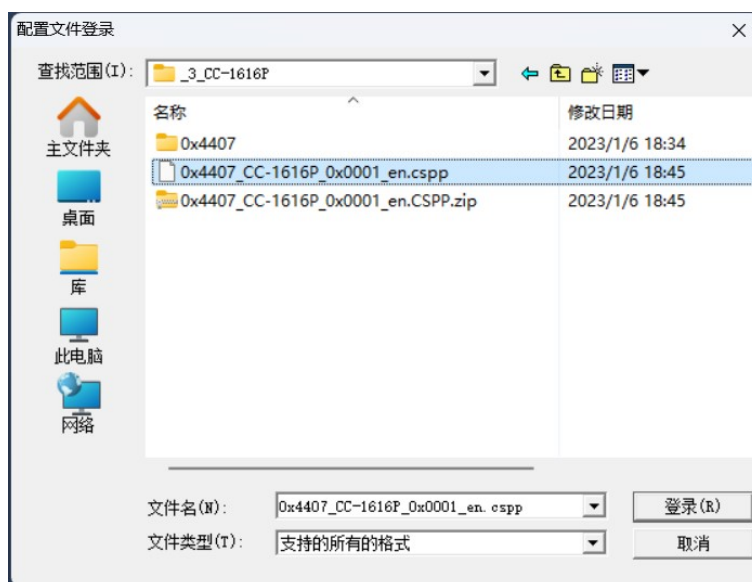 配置文件登录
查找范围(I):
_3_CC-1616P
名称
修改日期
0x4407
2023/1/6 18:34
0x4407_CC-1616P_0x0001_en.cspp
2023/1/6 18:45
0x4407_CC-1616P_0x0001_en.CSPP.zip
2023/1/6 18:45
主文件夹
桌面
库
此电脑
网络
文件名(N):
0x4407_CC-1616P_0x0001_en.cspp
登录(R)
文件类型(T):
支持的所有的格式
取消